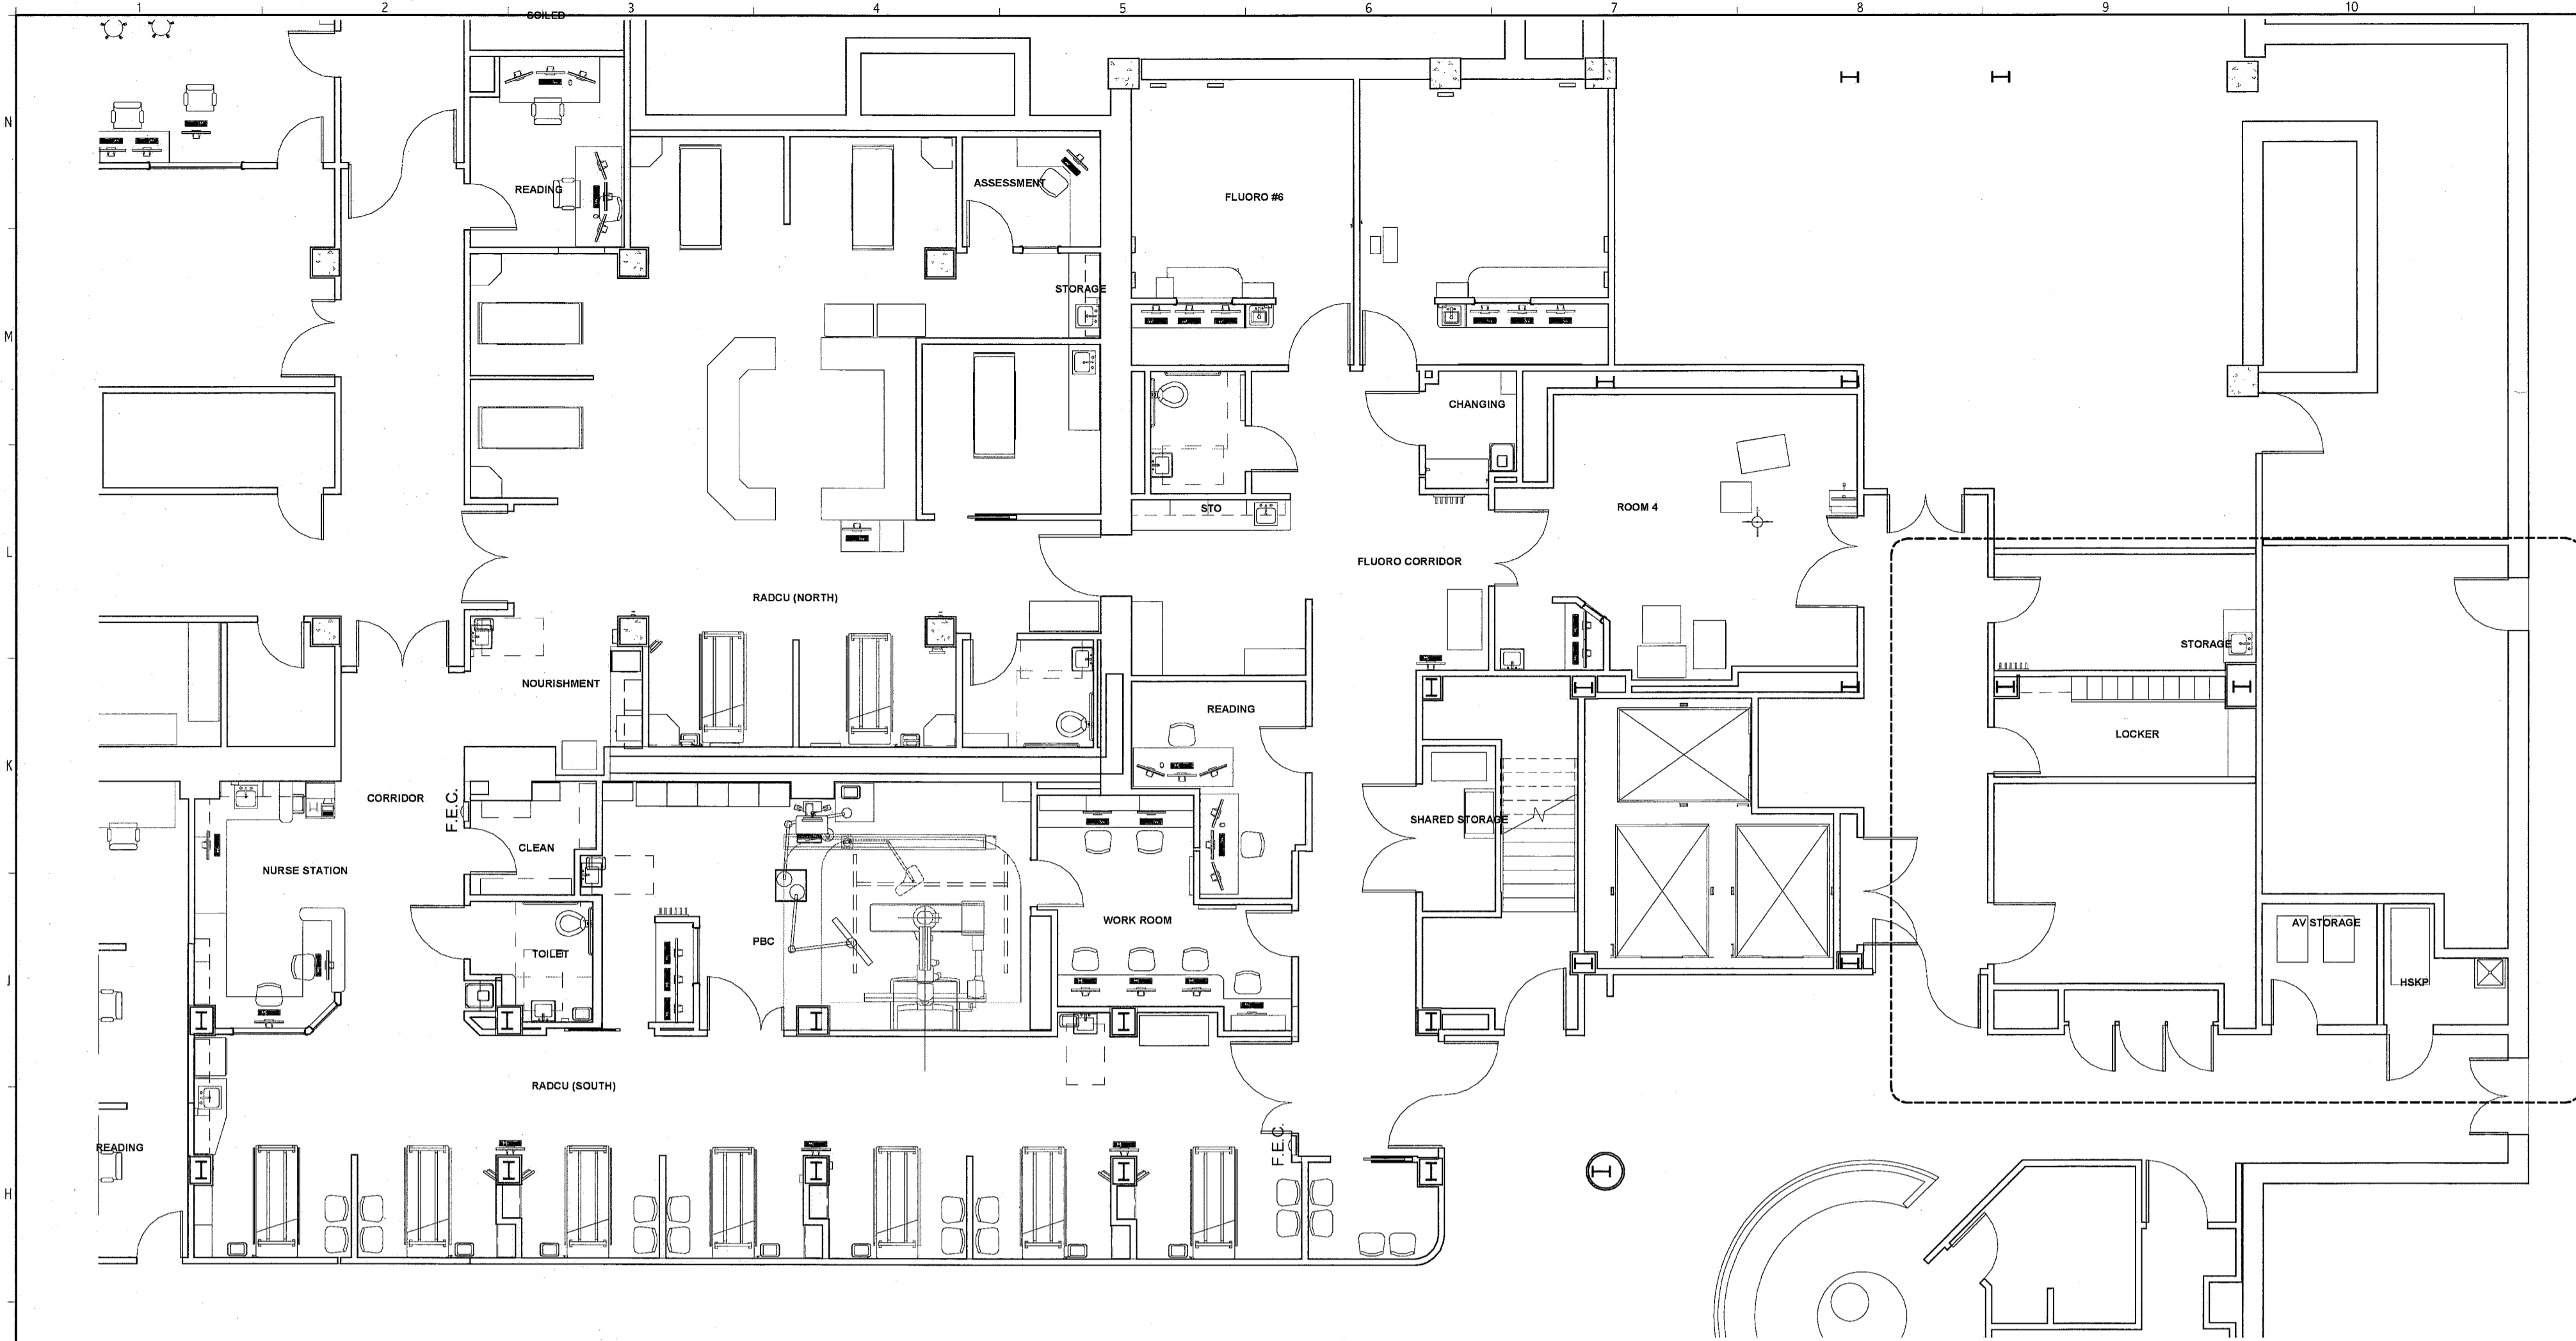 1 2 3 4 5 6 7 8 9 10
SOILED
N
READING
ASSESSMENT
FLUORO #6
STORAGE
M
CHANGING
STO
ROOM 4
L
FLUORO CORRIDOR
RADCU (NORTH)
STORAGE
NOURISHMENT
READING
LOCKER
K
CORRIDOR
F.E.C.
SHARED STORAGE
CLEAN
NURSE STATION
WORK ROOM
AV STORAGE
PBC
TOILET
J
HSKP
RADCU (SOUTH)
READING
F.E.C.
H